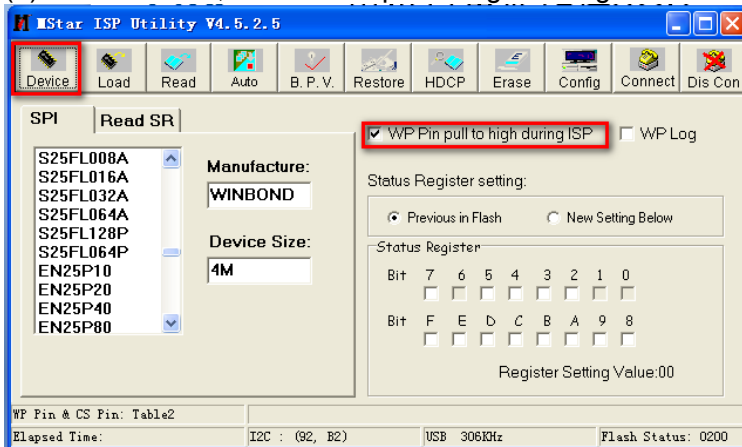 MStar ISP Utility V4.5.2.5
Device Load Read Auto B.P.V. Restore HDCP Erase Config Connect Dis Con
SPI Read SR
WP Pin pull to high during ISP WP Log
S25FL008A
S25FL016A
S25FL032A
S25FL064A
S25FL128P
S25FL064P
EN25P10
EN25P20
EN25P40
EN25P80
Manufacture:
WINBOND
Device Size:
4M
Status Register setting:
Previous in Flash New Setting Below
Status Register
Bit 7 6 5 4 3 2 1 0
Bit F E D C B A 9 8
Register Setting Value:00
WP Pin & CS Pin: Table2
Elapsed Time: I2C : (92, B2) USB 306KHz Flash Status: 0200